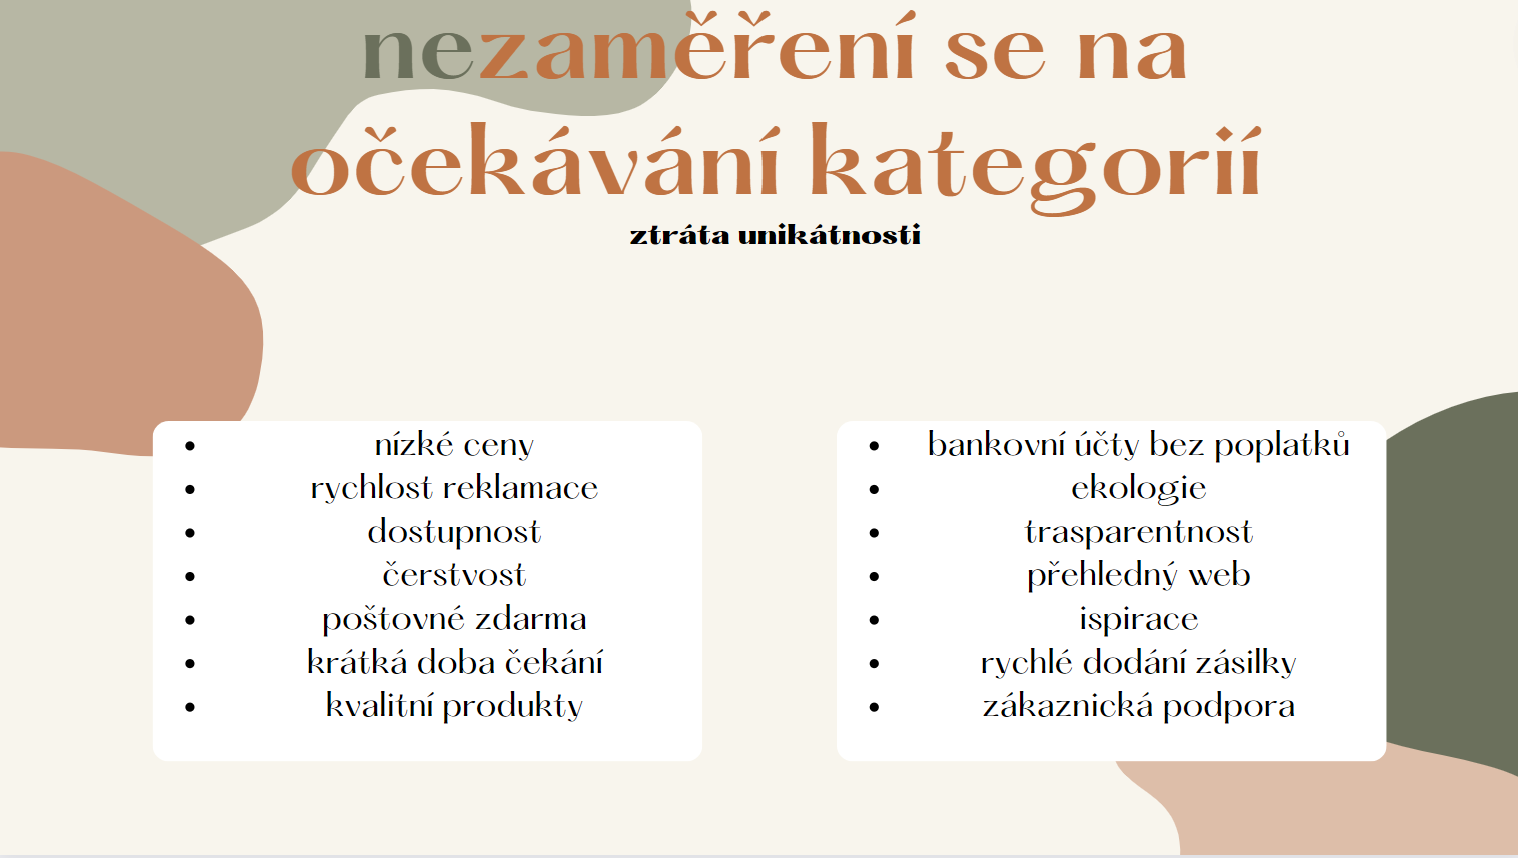 nezaměření se na
očekávání kategorií
ztráta unikátnosti
• nízké ceny
• rychlost reklamace
• dostupnost
• čerstvost
• poštovné zdarma
• krátká doba čekání
• kvalitní produkty
• bankovní účty bez poplatků
• ekologie
• trasparentnost
• přehledný web
• ispirace
• rychlé dodání zásilky
• zákaznická podpora